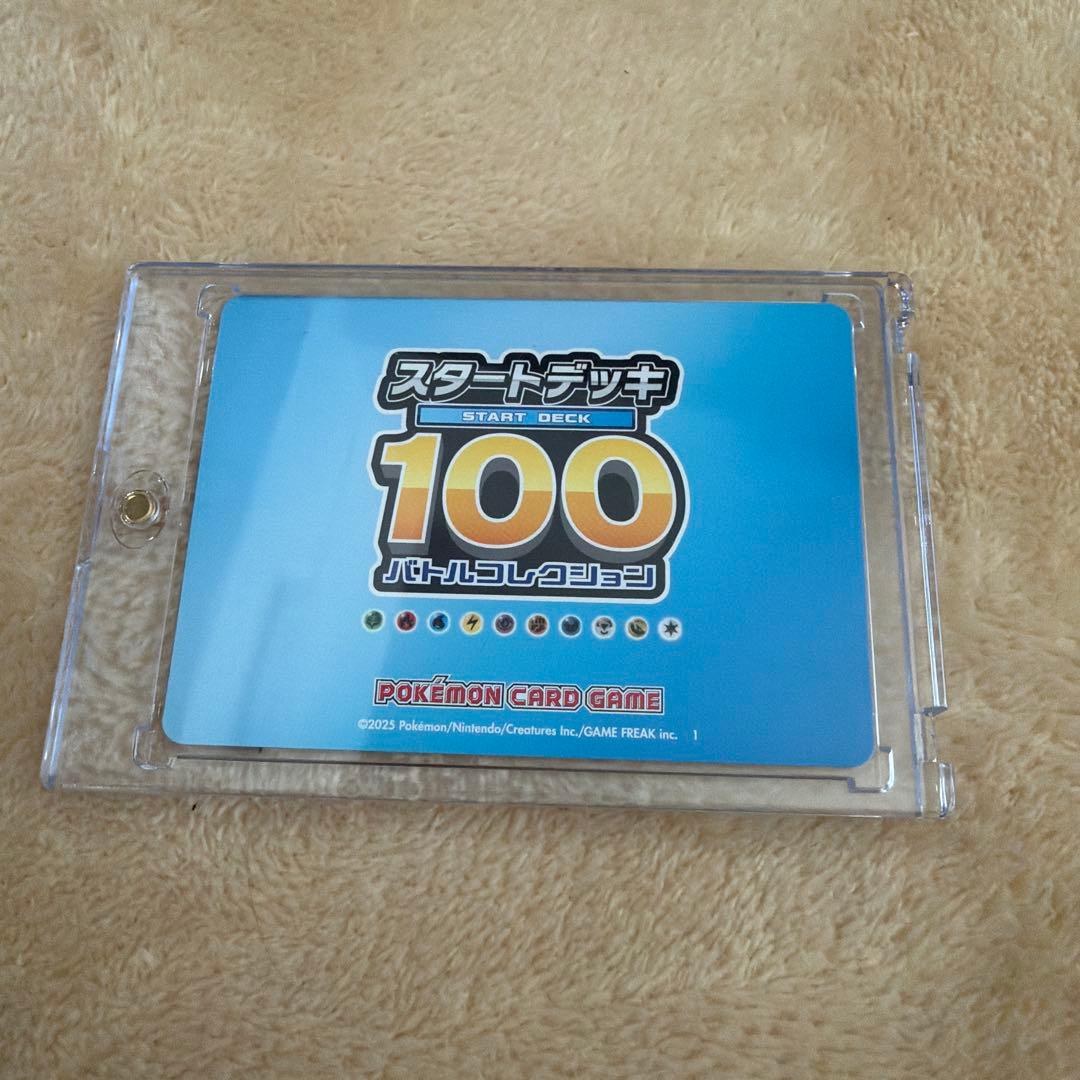 スタートデッキ
START DECK
100
バトルコレクション
POKÉMON CARD GAME
©2025 Pokémon/Nintendo/Creatures Inc./GAME FREAK inc. 1